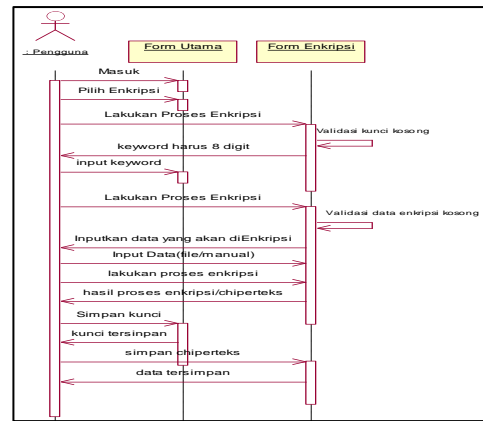 : Pengguna
Form Utama
Form Enkripsi
Masuk
Pilih Enkripsi
Lakukan Proses Enkripsi
Validasi kunci kosong
keyword harus 8 digit
input keyword
Lakukan Proses Enkripsi
Validasi data enkripsi kosong
Inputkan data yang akan diEnkripsi
Input Data(file/manual)
lakukan proses enkripsi
hasil proses enkripsi/chiperteks
Simpan kunci
kunci tersinpan
simpan chiperteks
data tersimpan